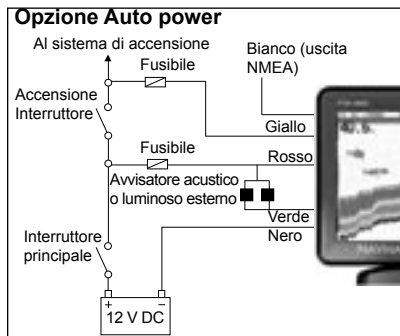 Opzione Auto power
Al sistema di accensione
Bianco (uscita
NMEA)
Fusibile
Accensione
Interruttore
Giallo
Fusibile
Rosso
Avvisatore acustico
o luminoso esterno
Verde
Nero
Interruttore
principale
+ −
12 V DC